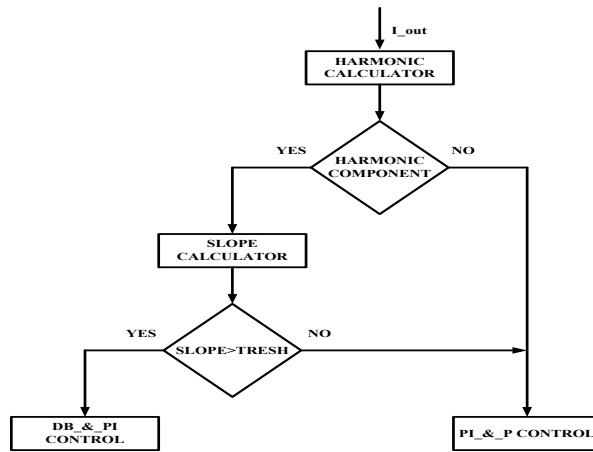 I_out
HARMONIC
CALCULATOR
YES
NO
HARMONIC
COMPONENT
SLOPE
CALCULATOR
YES
NO
SLOPE>TRESH
DB_&_PI
CONTROL
PI_&_P CONTROL